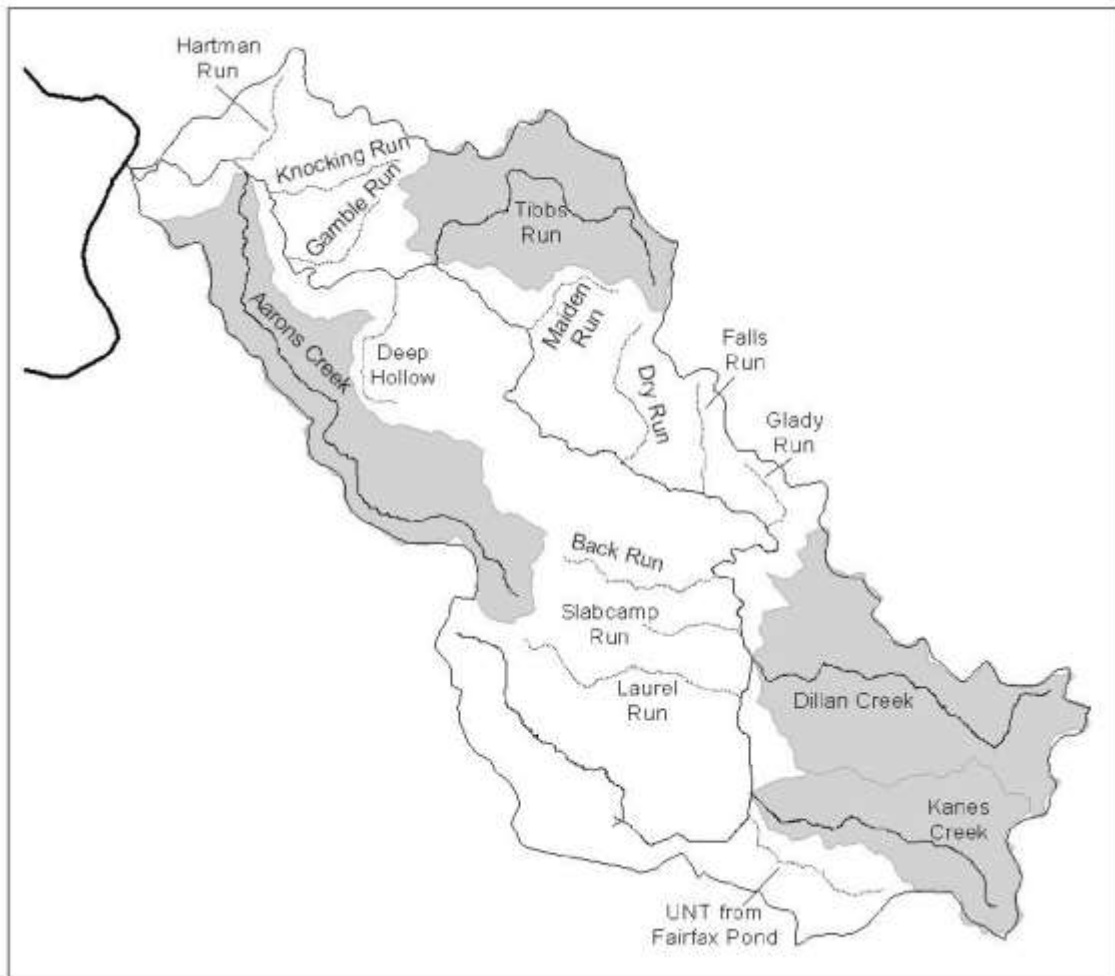 Hartman
Run
Knocking Run
Gamble Run
Tibbs
Run
Aarons Creek
Deep
Hollow
Maiden
Run
Dry Run
Falls
Run
Glady
Run
Back Run
Slabcamp
Run
Laurel
Run
Dillan Creek
Kanes
Creek
UNT from
Fairfax Pond